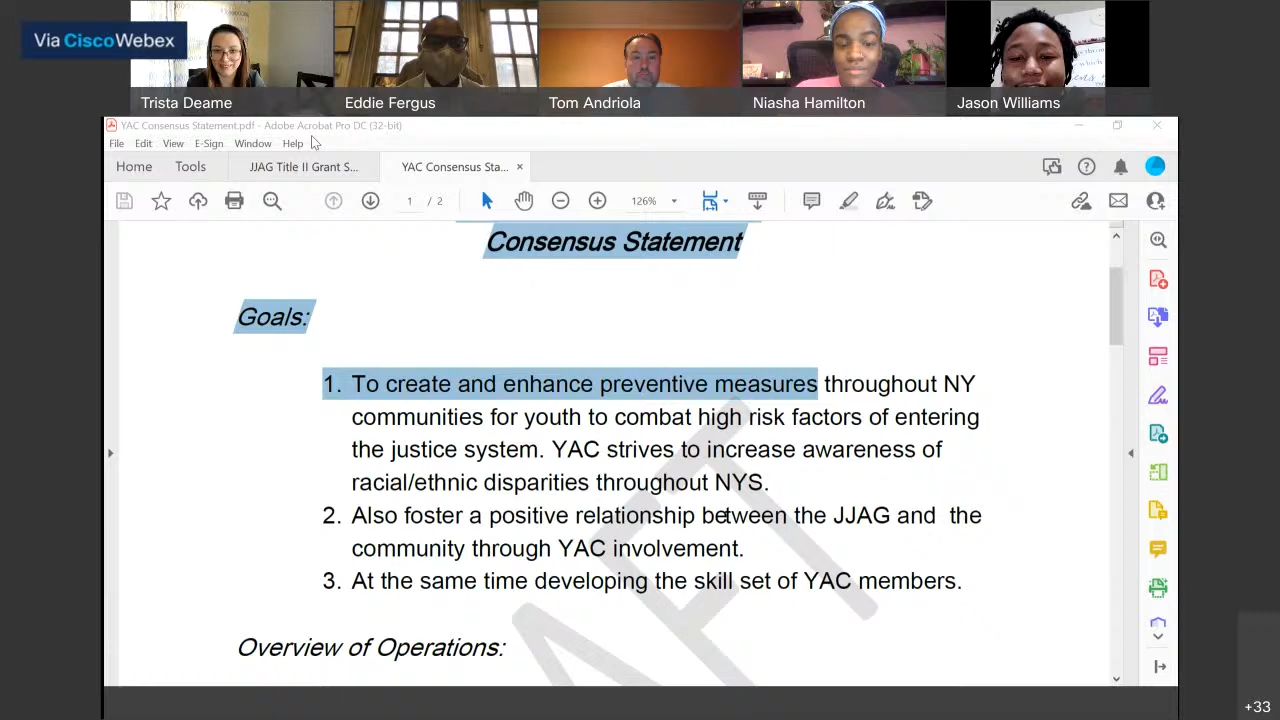 Via CiscoWebex
Trista Deame
Eddie Fergus
Tom Andriola
Niasha Hamilton
Jason Williams
YAC Consensus Statement.pdf - Adobe Acrobat Pro DC (32-bit)
File Edit View E-Sign Window Help
Home Tools JJAG Title II Grant S... YAC Consensus Sta... ×
1 / 2 126%
Consensus Statement
Goals:
1. To create and enhance preventive measures throughout NY
communities for youth to combat high risk factors of entering
the justice system. YAC strives to increase awareness of
racial/ethnic disparities throughout NYS.
2. Also foster a positive relationship between the JJAG and the
community through YAC involvement.
3. At the same time developing the skill set of YAC members.
Overview of Operations:
+33